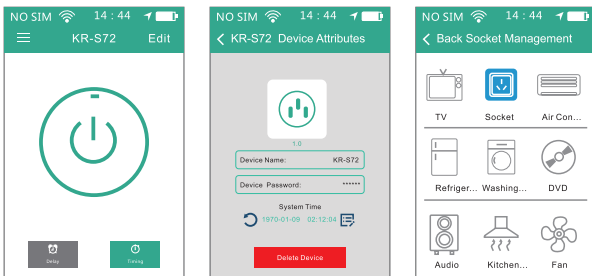 NO SIM 14 : 44
KR-S72 Edit
Delay
Timing
NO SIM 14 : 44
KR-S72 Device Attributes
1.0
Device Name: KR-S72
Device Password: ******
System Time
1970-01-09 02:12:04
Delete Device
NO SIM 14 : 44
Back Socket Management
TV Socket Air Con...
Refriger... Washing... DVD
Audio Kitchen... Fan